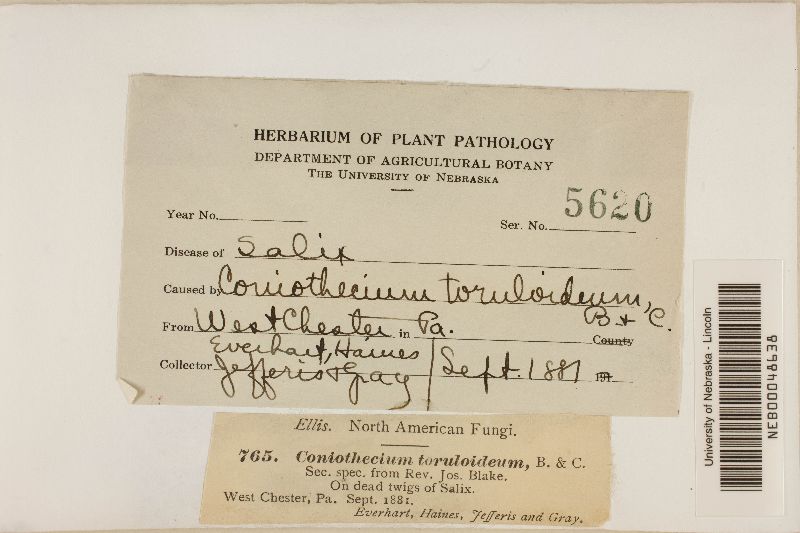 HERBARIUM OF PLANT PATHOLOGY
DEPARTMENT OF AGRICULTURAL BOTANY
THE UNIVERSITY OF NEBRASKA
5620
Year No.
Ser. No.
Disease of Salix
Caused by Coniothecium toruloideum,
B & C.
From West Chester in Pa. County
Everhart, Haines
Collector Jefferis & Gray / Sept. 1881 191
Ellis. North American Fungi.
765. Coniothecium toruloideum, B. & C.
Sec. spec. from Rev. Jos. Blake.
On dead twigs of Salix.
West Chester, Pa. Sept. 1881.
Everhart, Haines, Jefferis and Gray.
University of Nebraska - Lincoln
NEB00048638